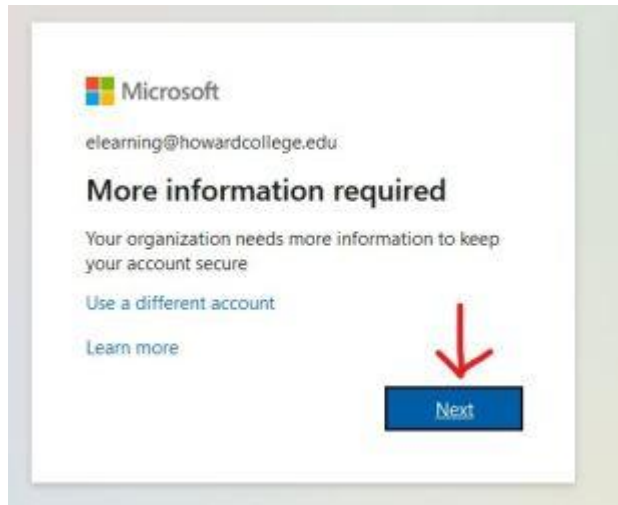 Microsoft
elearning@howardcollege.edu
More information required
Your organization needs more information to keep
your account secure
Use a different account
Learn more
Next